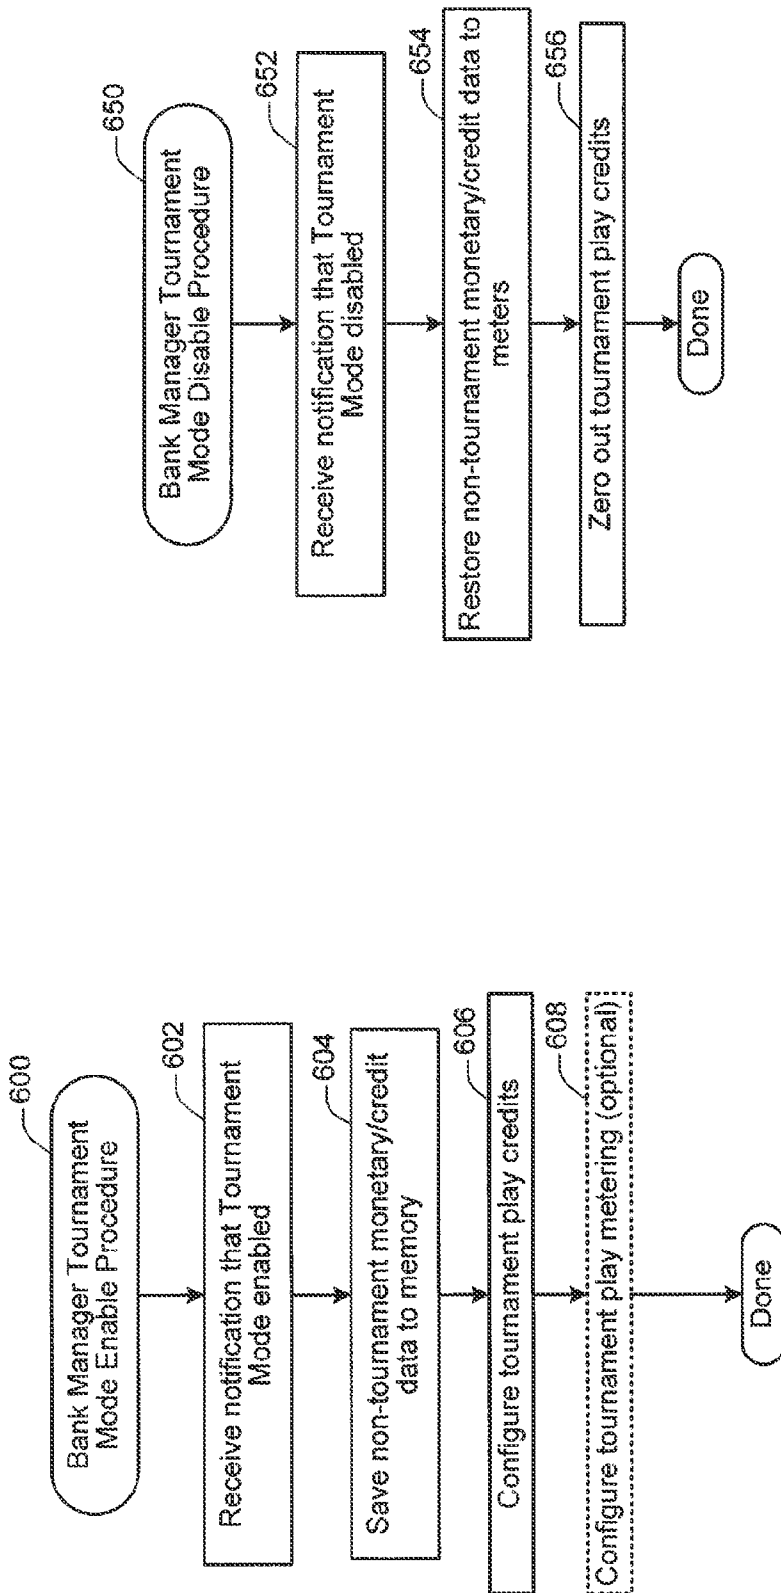 600
Bank Manager Tournament
Mode Enable Procedure
602
Receive notification that Tournament
Mode enabled
604
Save non-tournament monetary/credit
data to memory
606
Configure tournament play credits
608
Configure tournament play metering (optional)
Done
650
Bank Manager Tournament
Mode Disable Procedure
652
Receive notification that Tournament
Mode disabled
654
Restore non-tournament monetary/credit data to
meters
656
Zero out tournament play credits
Done